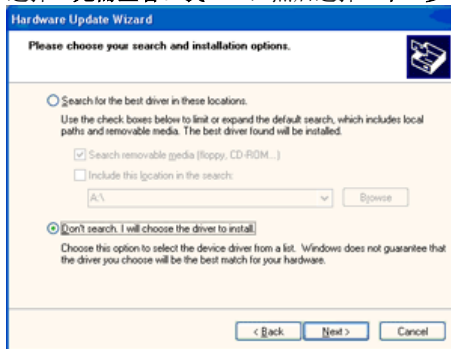 Hardware Update Wizard
Please choose your search and installation options.
Search for the best driver in these locations.
Use the check boxes below to limit or expand the default search, which includes local
paths and removable media. The best driver found will be installed.
Search removable media (floppy, CD-ROM...)
Include this location in the search:
A:\
Browse
Don't search. I will choose the driver to install.
Choose this option to select the device driver from a list. Windows does not guarantee that
the driver you choose will be the best match for your hardware.
< Back Next > Cancel